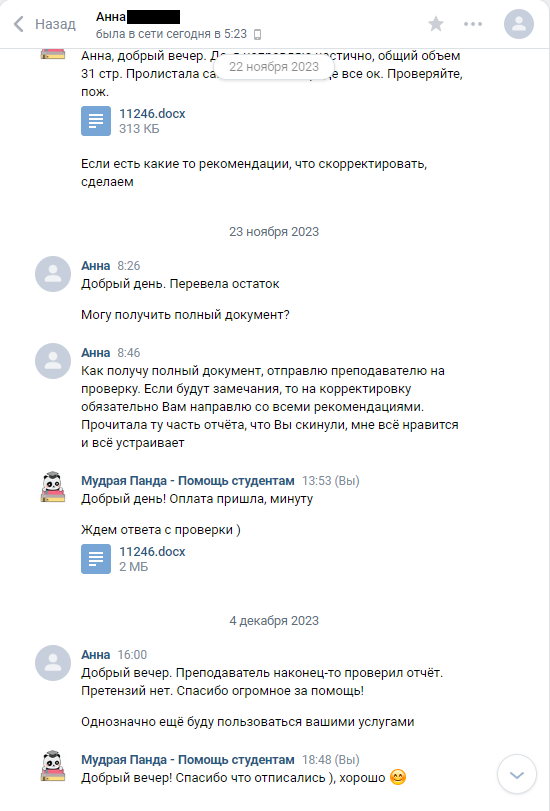 Назад
Анна
была в сети сегодня в 5:23
Анна, добрый вечер. направляю частично, общий объем
22 ноября 2023
31 стр. Пролистала все ок. Проверяйте,
пож.
11246.docx
313 КБ
Если есть какие то рекомендации, что скорректировать,
сделаем
23 ноября 2023
Анна 8:26
Добрый день. Перевела остаток
Могу получить полный документ?
Анна 8:46
Как получу полный документ, отправлю преподавателю на
проверку. Если будут замечания, то на корректировку
обязательно Вам направлю со всеми рекомендациями.
Прочитала ту часть отчёта, что Вы скинули, мне всё нравится
и всё устраивает
Мудрая Панда - Помощь студентам 13:53 (Вы)
Добрый день! Оплата пришла, минуту
Ждем ответа с проверки )
11246.docx
2 МБ
4 декабря 2023
Анна 16:00
Добрый вечер. Преподаватель наконец-то проверил отчёт.
Претензий нет. Спасибо огромное за помощь!
Однозначно ещё буду пользоваться вашими услугами
Мудрая Панда - Помощь студентам 18:48 (Вы)
Добрый вечер! Спасибо что отписались ), хорошо 😊